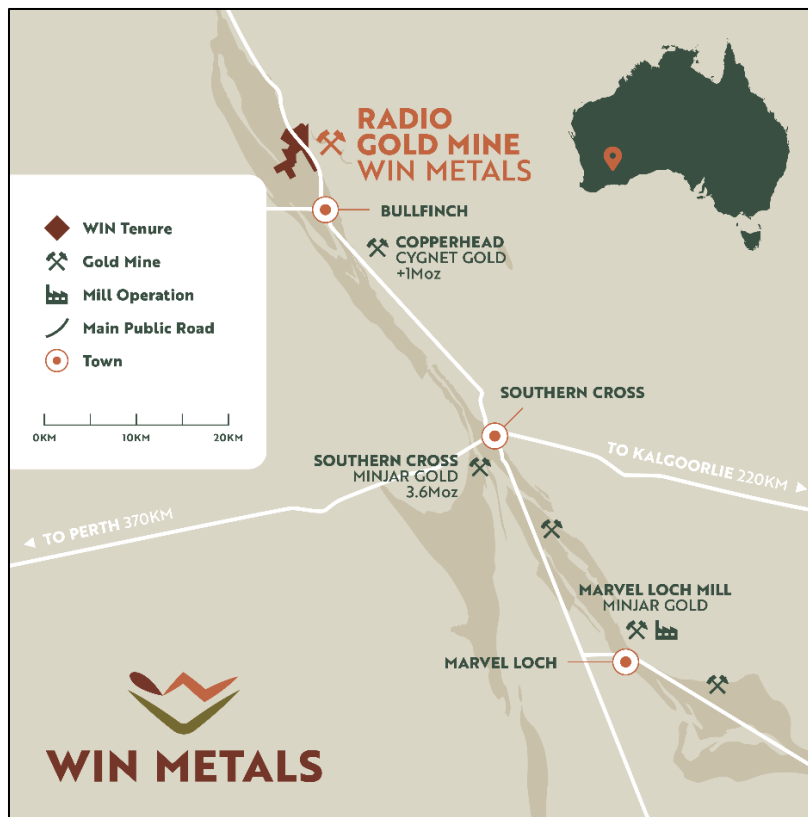 RADIO
GOLD MINE
WIN METALS
BULLFINCH
COPPERHEAD
CYGNET GOLD
+1Moz
WIN Tenure
Gold Mine
Mill Operation
Main Public Road
Town
0KM 10KM 20KM
SOUTHERN CROSS
SOUTHERN CROSS
MINJAR GOLD
3.6Moz
TO KALGOORLIE 220KM
TO PERTH 370KM
MARVEL LOCH MILL
MINJAR GOLD
MARVEL LOCH
WIN METALS